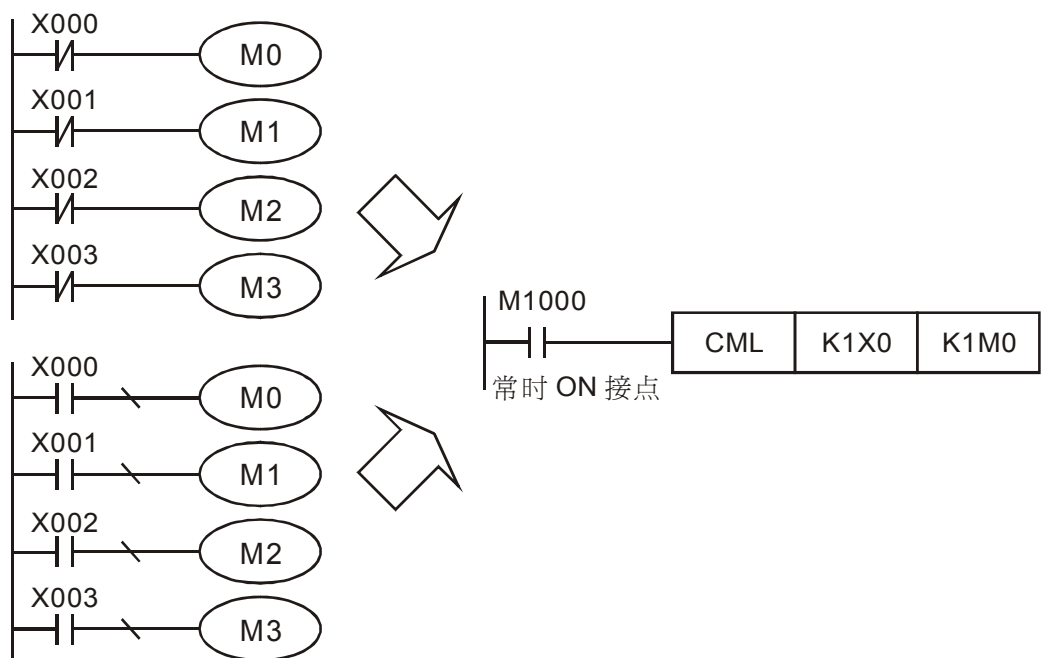 X000
M0
X001
M1
X002
M2
X003
M3
M1000
CML K1X0 K1M0
常时 ON 接点
X000
M0
X001
M1
X002
M2
X003
M3